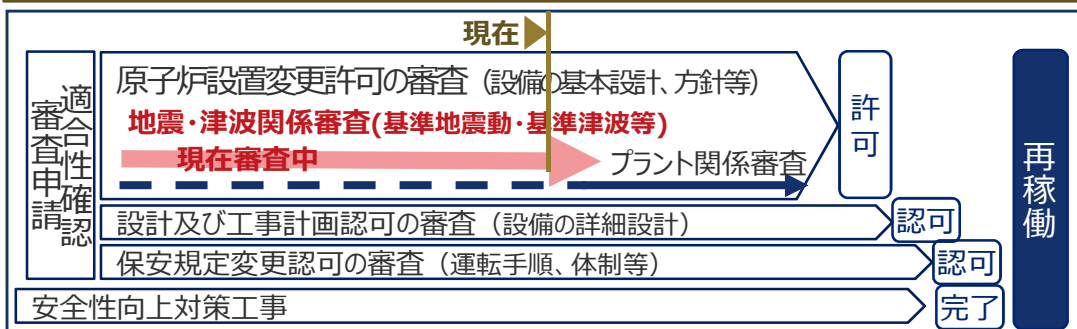 現在
適合性確認
審査申請
原子炉設置変更許可の審査（設備の基本設計、方針等）
地震・津波関係審査(基準地震動・基準津波等)
現在審査中
プラント関係審査
許可
設計及び工事計画認可の審査（設備の詳細設計）
認可
保安規定変更認可の審査（運転手順、体制等）
認可
安全性向上対策工事
完了
再稼働